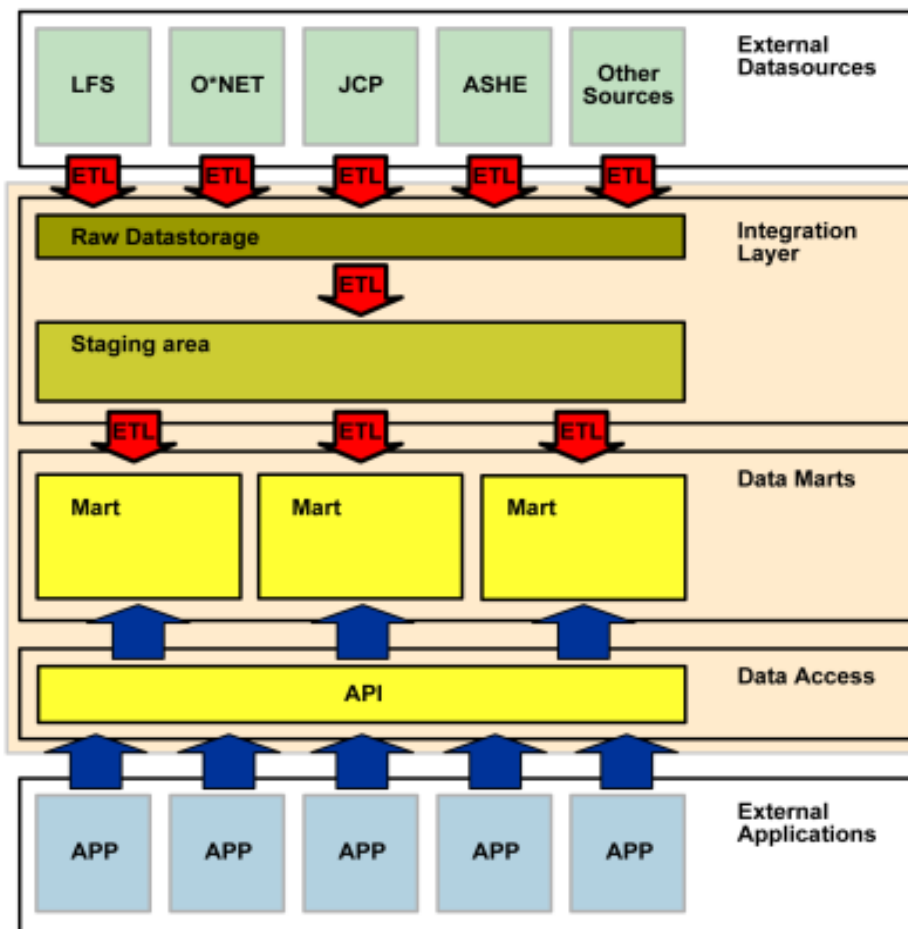 LFS
O*NET
JCP
ASHE
Other
Sources
External
Datasources
ETL
ETL
ETL
ETL
ETL
Raw Datastorage
Integration
Layer
ETL
Staging area
ETL
ETL
ETL
Mart
Mart
Mart
Data Marts
API
Data Access
APP
APP
APP
APP
APP
External
Applications